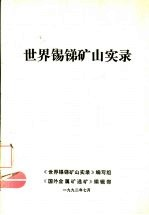 世界锡锑矿山实录
《世界锡锑矿山实录》编写组
《国外金属矿选矿》编辑部
一九九三年七月